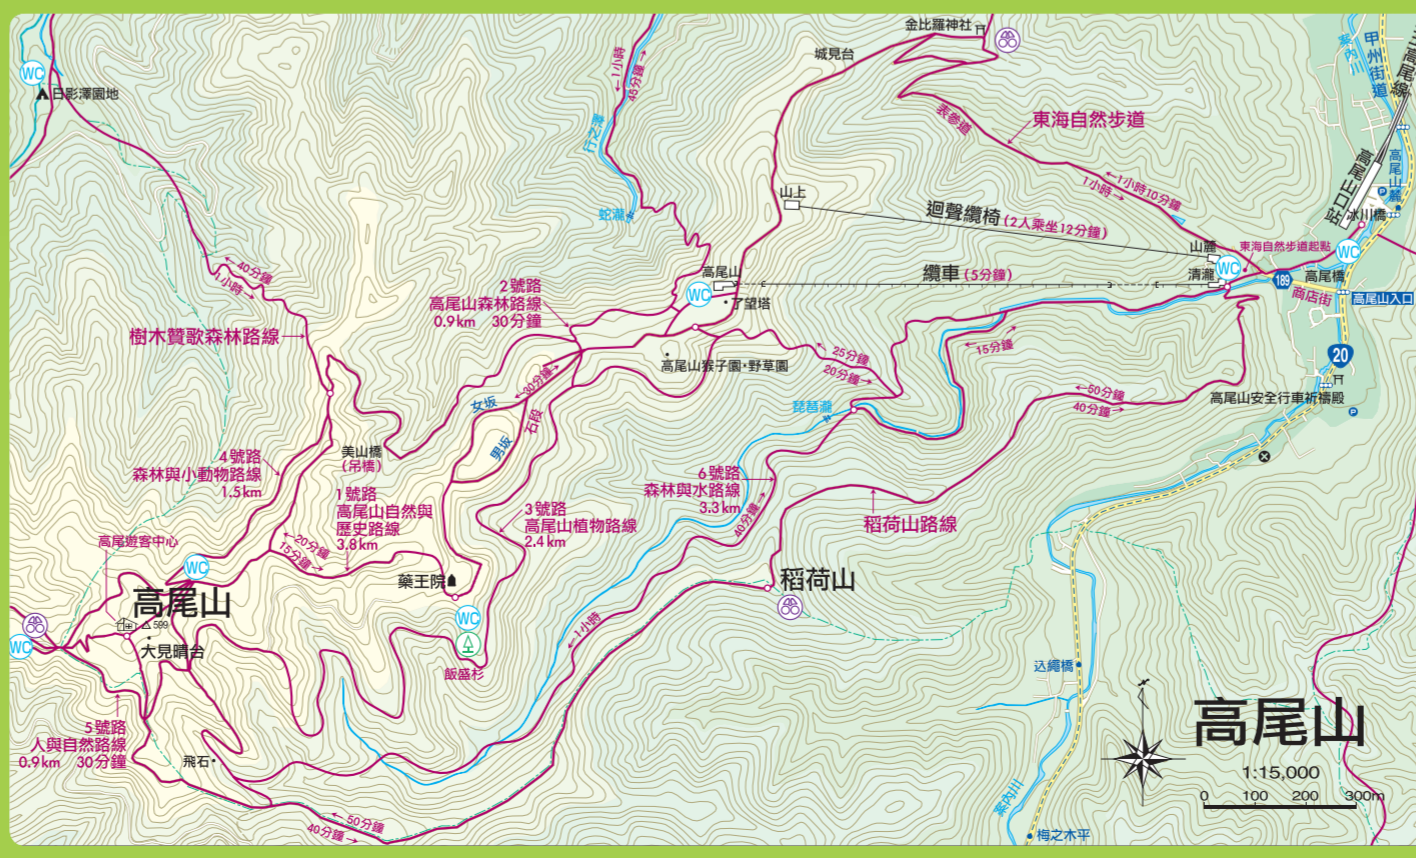 WC
日影澤園地
←1小時
45分鐘→
行之澤
蛇瀧
金比羅神社
城見台
表參道
東海自然步道
←1小時10分鐘
1小時→
山上
迴聲纜椅(2人乘坐12分鐘)
山麓
東海自然步道起點
WC
清瀧
纜車(5分鐘)
案內川
甲州街道
高尾山麓
P
高尾山口站
冰川橋
WC
189
高尾橋
商店街
高尾山入口
20
高尾山安全行車祈禱殿
P
←40分鐘
1小時→
樹木贊歌森林路線
2號路
高尾山森林路線
0.9km 30分鐘
高尾山
WC
了望塔
高尾山猴子園·野草園
←25分鐘
20分鐘→
←15分鐘→
琵琶瀧
←50分鐘
40分鐘→
←30分鐘→
女坂
男坂
石段
美山橋
(吊橋)
4號路
森林與小動物路線
1.5km
1號路
高尾山自然與
歷史路線
3.8km
3號路
高尾山植物路線
2.4km
6號路
森林與水路線
3.3km
40分鐘→
稻荷山路線
高尾遊客中心
WC
←20分鐘
15分鐘→
藥王院
高尾山
599
大見晴台
WC
WC
飯盛杉
稻荷山
←1小時
5號路
人與自然路線
0.9km 30分鐘
飛石
←50分鐘
40分鐘→
込繩橋
案內川
梅之木平
高尾山
1:15,000
0 100 200 300m